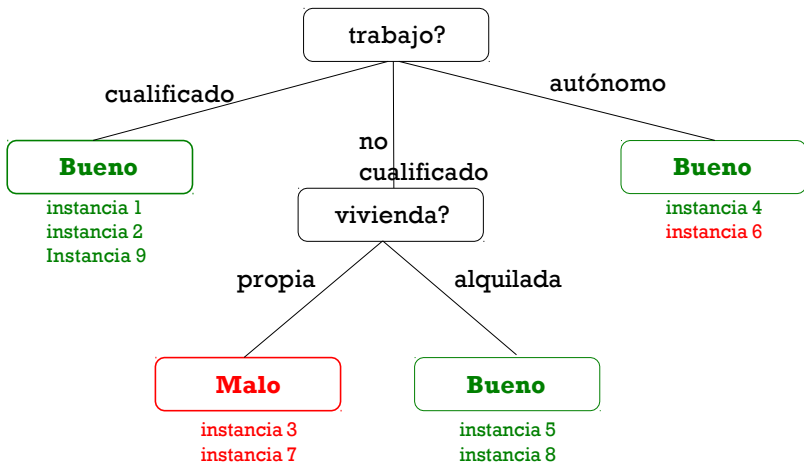 trabajo?
cualificado
autónomo
no
cualificado
Bueno
instancia 1
instancia 2
Instancia 9
Bueno
instancia 4
instancia 6
vivienda?
propia
alquilada
Malo
instancia 3
instancia 7
Bueno
instancia 5
instancia 8